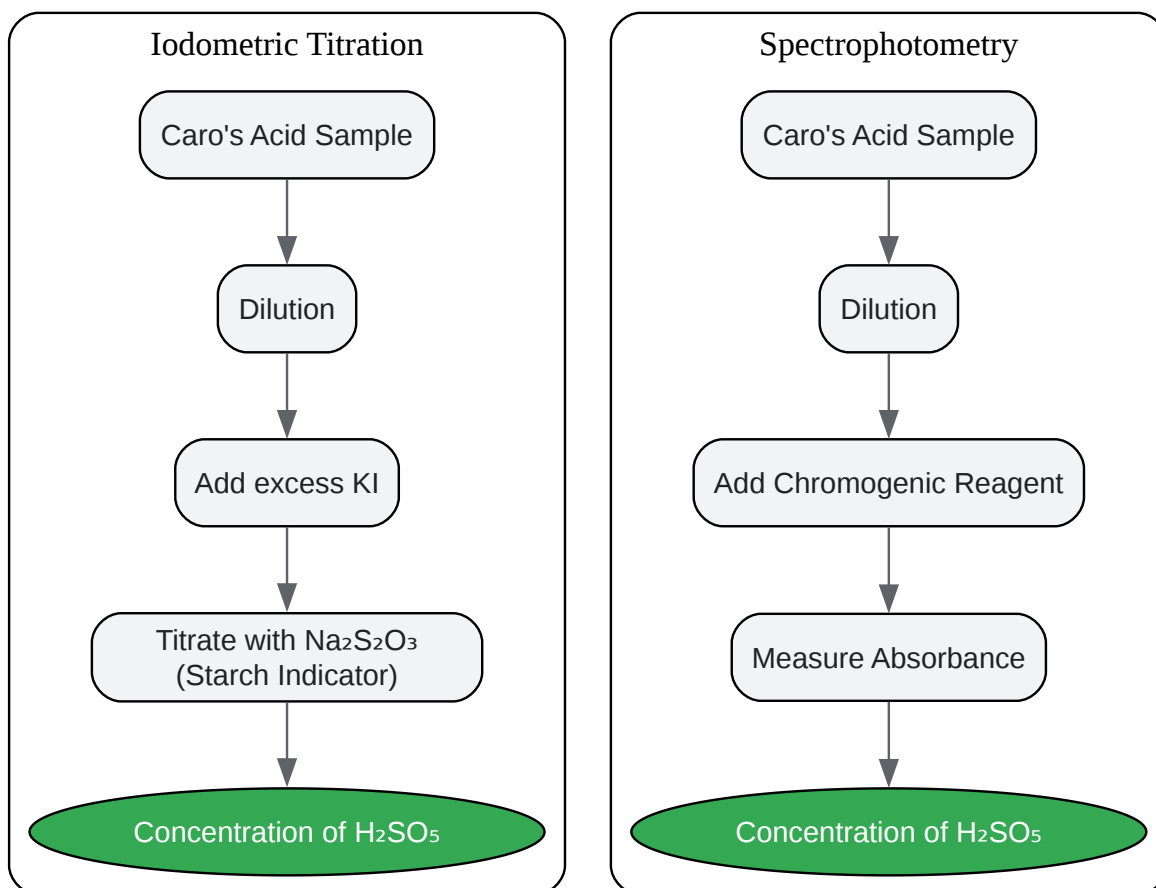 Iodometric Titration
Caro's Acid Sample
Dilution
Add excess KI
Titrate with Na₂S₂O₃
(Starch Indicator)
Concentration of H₂SO₅
Spectrophotometry
Caro's Acid Sample
Dilution
Add Chromogenic Reagent
Measure Absorbance
Concentration of H₂SO₅